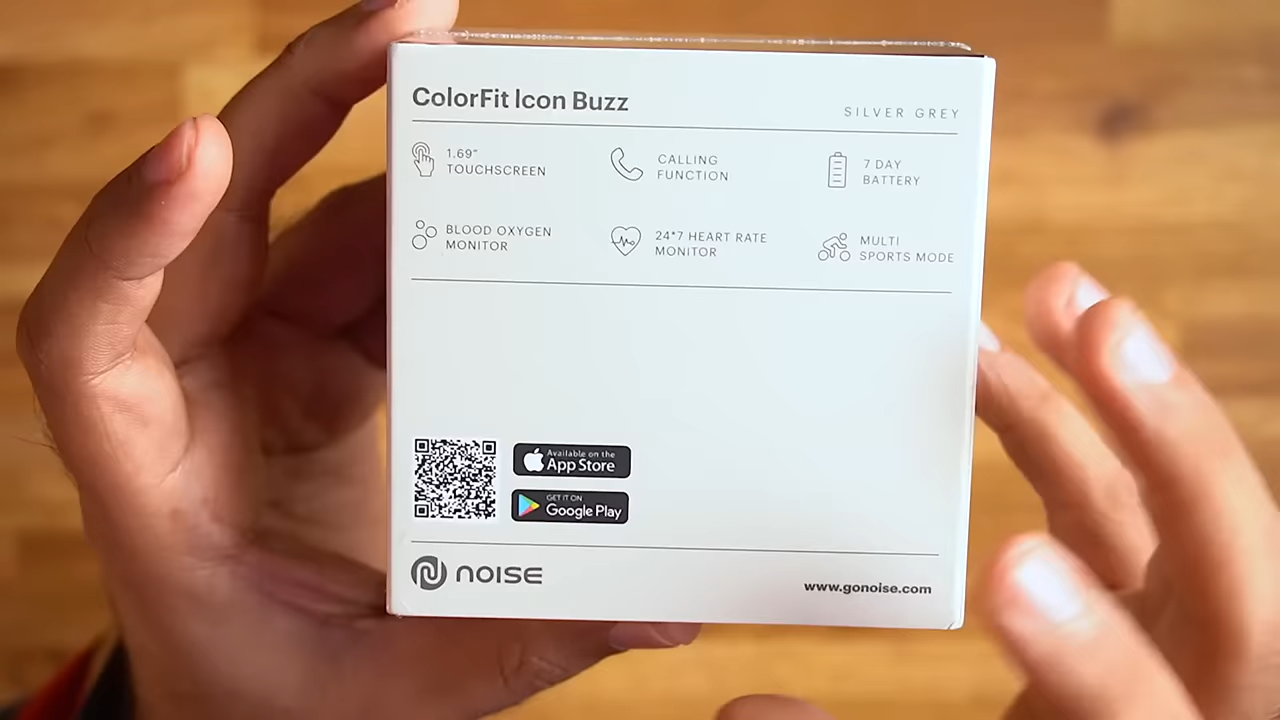 ColorFit Icon Buzz
SILVER GREY
1.69"
TOUCHSCREEN
CALLING
FUNCTION
7 DAY
BATTERY
BLOOD OXYGEN
MONITOR
24*7 HEART RATE
MONITOR
MULTI
SPORTS MODE
Available on the
App Store
GET IT ON
Google Play
NOISE
www.gonoise.com